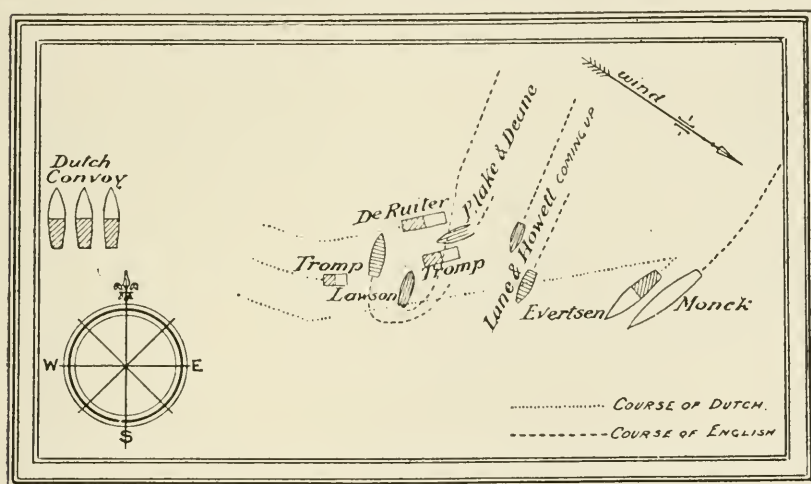 wind
Dutch
Convoy
Plake & Deane
Lane & Howell COMING UP
De Ruiter
Tromp
Tromp
Lawson
Evertsen
Monck
W
E
S
COURSE OF DUTCH.
COURSE OF ENGLISH